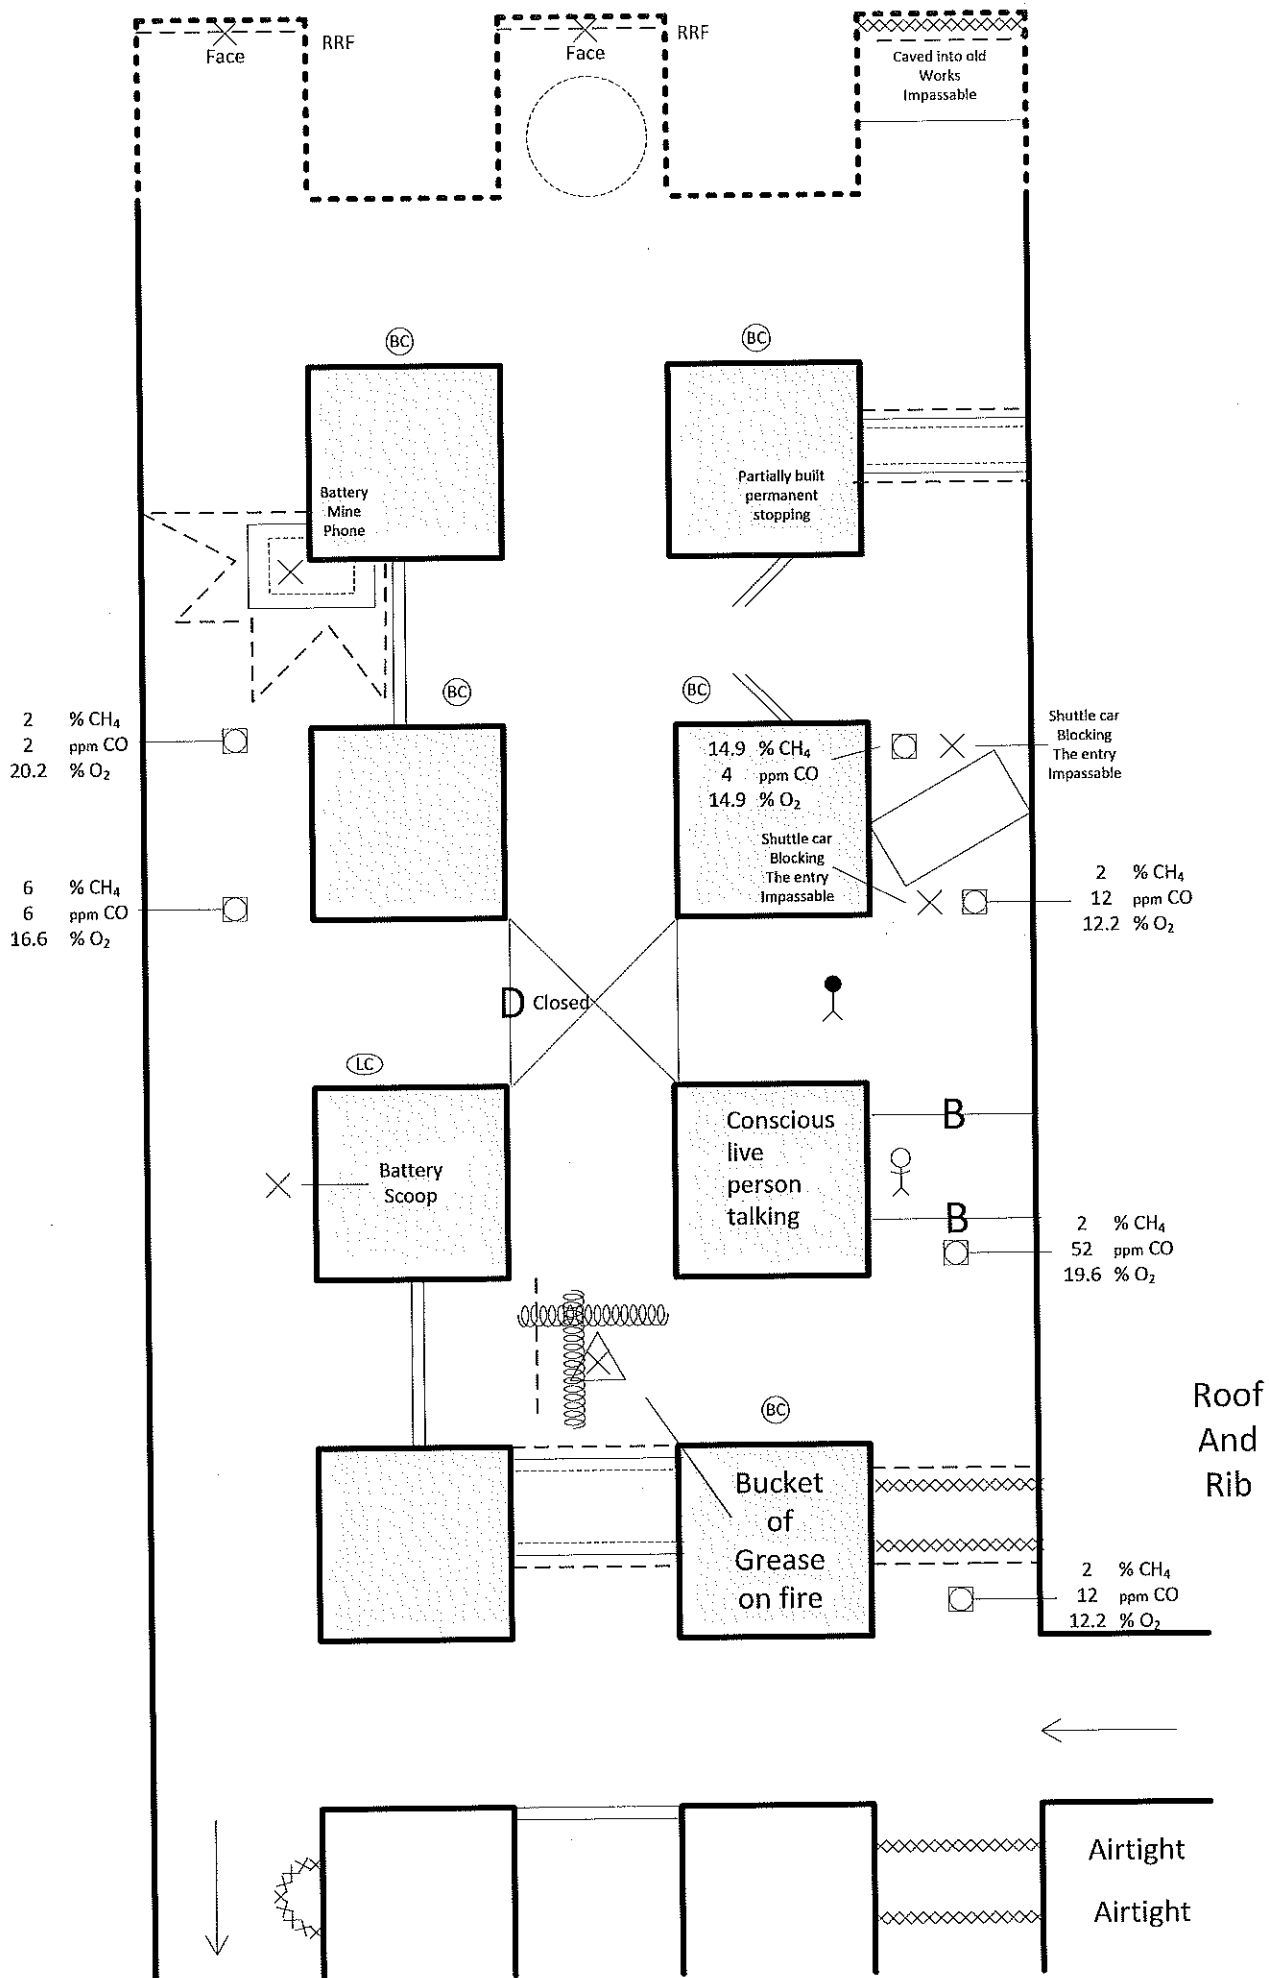 RRF
RRF
Face
Face
Caved into old
Works
Impassable
BC
BC
Battery
Mine
Phone
Partially built
permanent
stopping
BC
BC
2 % CH₄
2 ppm CO
20.2 % O₂
14.9 % CH₄
4 ppm CO
14.9 % O₂
Shuttle car
Blocking
The entry
Impassable
Shuttle car
Blocking
The entry
Impassable
6 % CH₄
6 ppm CO
16.6 % O₂
2 % CH₄
12 ppm CO
12.2 % O₂
D Closed
LC
Battery
Scoop
Conscious
live
person
talking
B
B
2 % CH₄
52 ppm CO
19.6 % O₂
BC
Roof
And
Rib
Bucket
of
Grease
on fire
2 % CH₄
12 ppm CO
12.2 % O₂
Airtight
Airtight